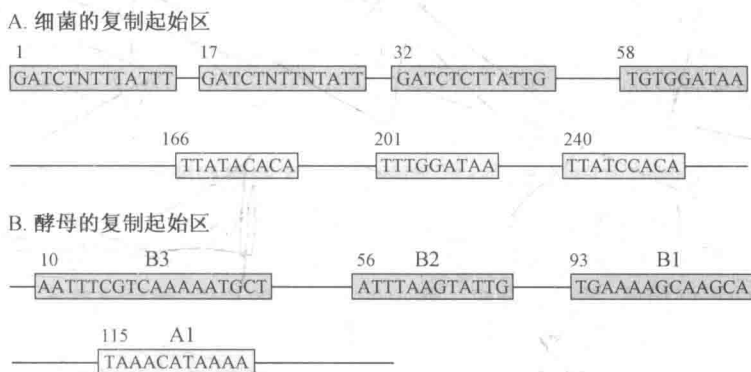 A. 细菌的复制起始区
1 17 32 58
GATCTNTTTATTT GATCTNTTNTATT GATCTCTTATTG TGTGGATAA
166 201 240
TTATACACA TTTGGATAA TTATCCACA
B. 酵母的复制起始区
10 B3 56 B2 93 B1
AATTTCGTCAAAAATGCT ATTTAAGTATTG TGAAAAGCAAGCA
115 A1
TAAACATAAAA